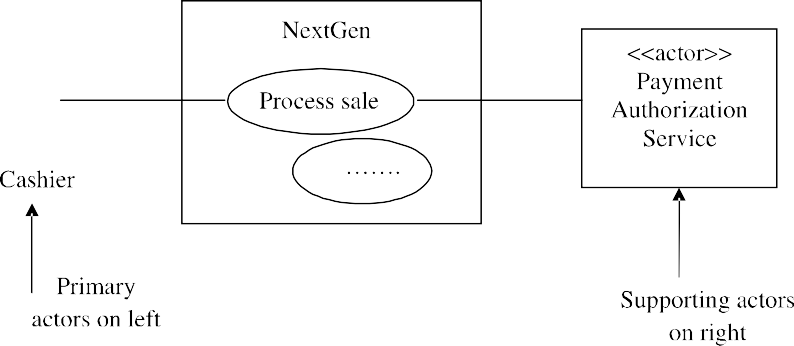 NextGen
Process sale
.......
<<actor>>
Payment
Authorization
Service
Cashier
Primary
actors on left
Supporting actors
on right